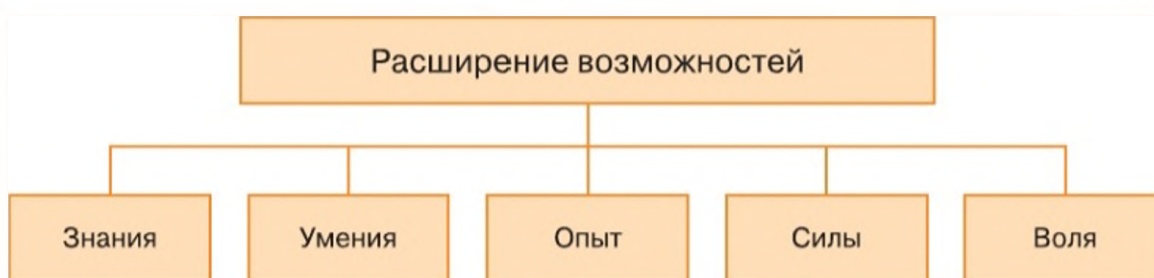 Расширение возможностей
Знания
Умения
Опыт
Силы
Воля